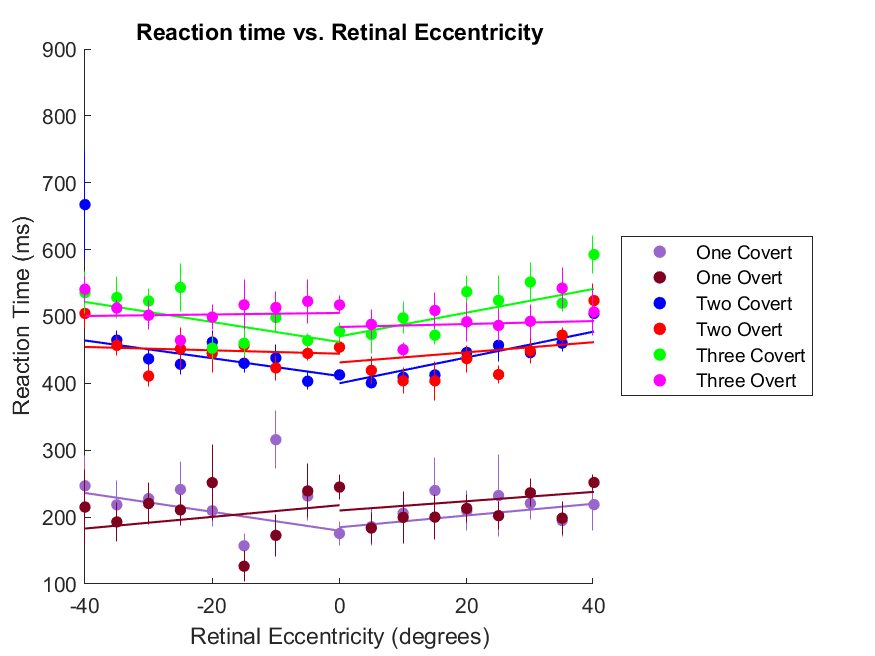 Reaction time vs. Retinal Eccentricity
900
800
700
600
500
400
300
200
100
Reaction Time (ms)
-40
-20
0
20
40
Retinal Eccentricity (degrees)
One Covert
One Overt
Two Covert
Two Overt
Three Covert
Three Overt